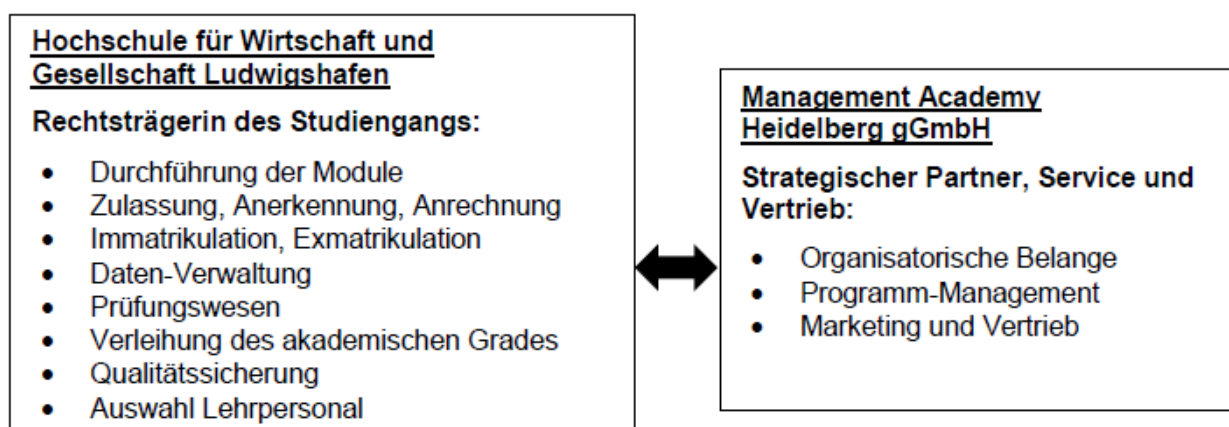 Hochschule für Wirtschaft und
Gesellschaft Ludwigshafen
Rechtsträgerin des Studiengangs:
• Durchführung der Module
• Zulassung, Anerkennung, Anrechnung
• Immatrikulation, Exmatrikulation
• Daten-Verwaltung
• Prüfungswesen
• Verleihung des akademischen Grades
• Qualitätssicherung
• Auswahl Lehrpersonal
Management Academy
Heidelberg gGmbH
Strategischer Partner, Service und
Vertrieb:
• Organisatorische Belange
• Programm-Management
• Marketing und Vertrieb